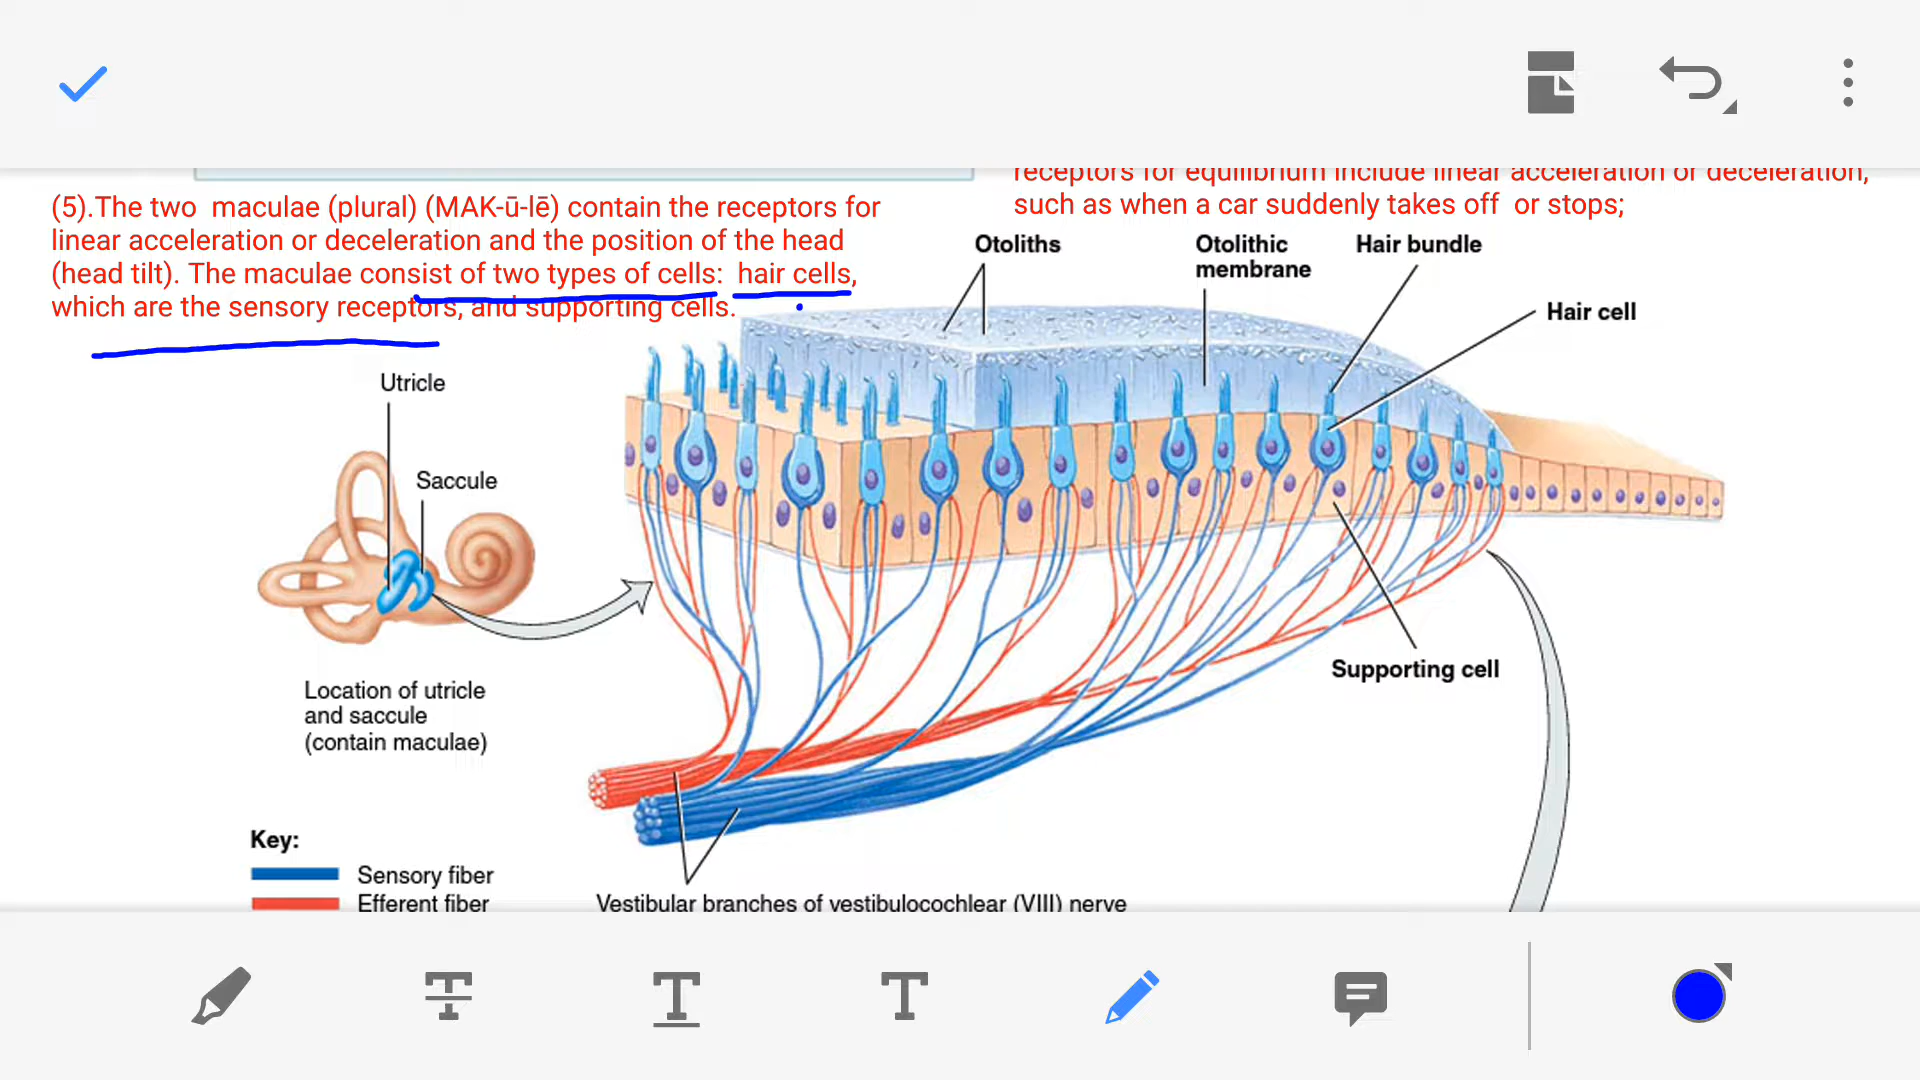 receptors for equilibrium include linear acceleration or deceleration,
such as when a car suddenly takes off or stops;
(5).The two maculae (plural) (MAK-ū-lē) contain the receptors for
linear acceleration or deceleration and the position of the head
(head tilt). The maculae consist of two types of cells: hair cells,
which are the sensory receptors, and supporting cells.
Otoliths
Otolithic
membrane
Hair bundle
Hair cell
Utricle
Saccule
Supporting cell
Location of utricle
and saccule
(contain maculae)
Key:
Sensory fiber
Efferent fiber
Vestibular branches of vestibulocochlear (VIII) nerve